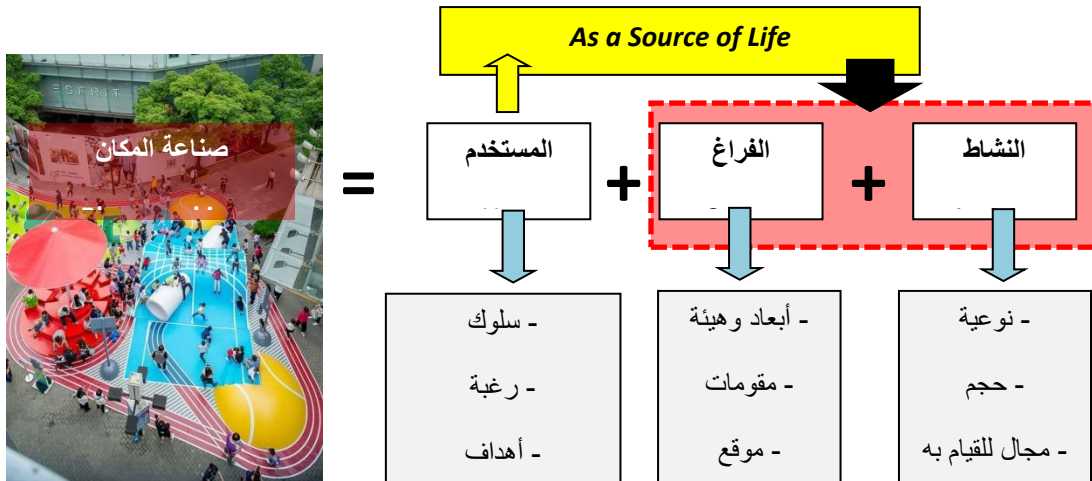 As a Source of Life
ESPRIT
صناعة المكان
=
المستخدم
+
الفراغ
+
النشاط
- سلوك
- رغبة
- أهداف
- أبعاد وهيئة
- مقومات
- موقع
- نوعية
- حجم
- مجال للقيام به